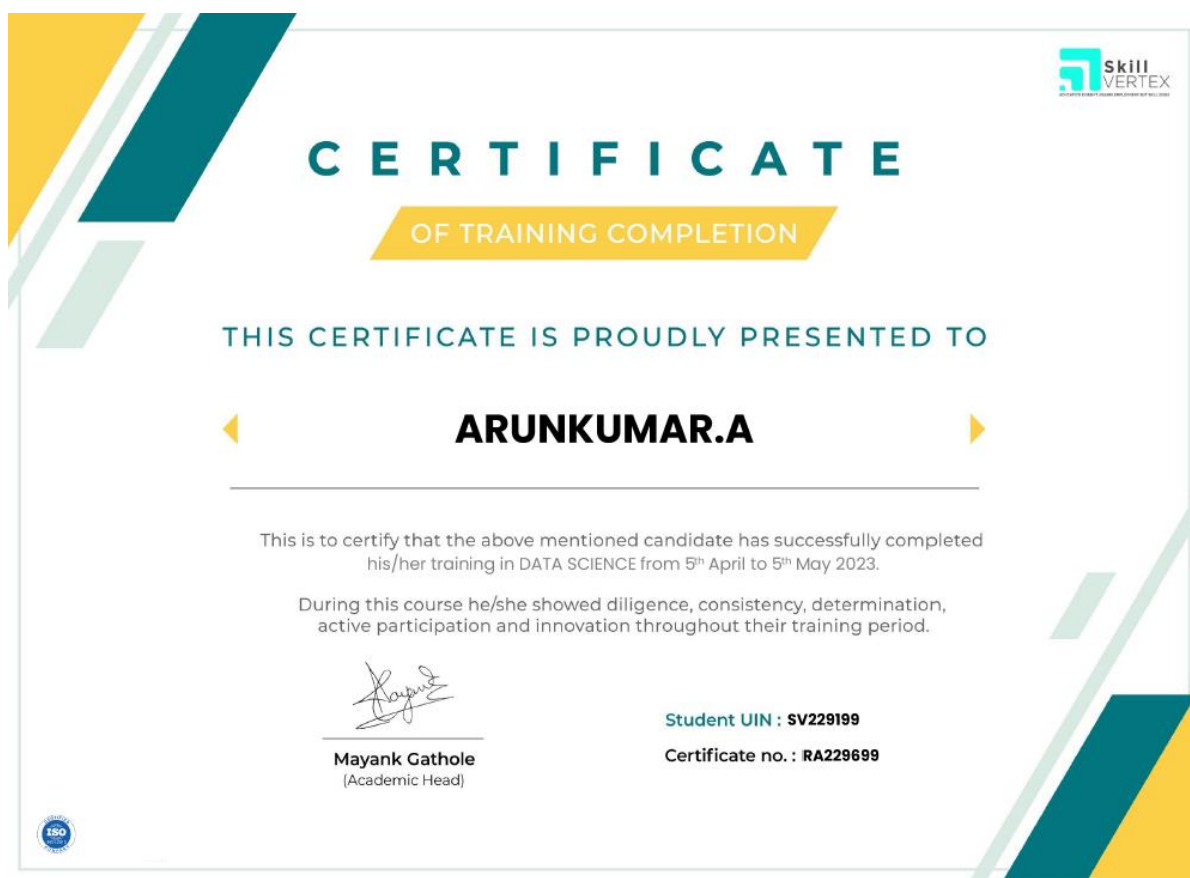 Skill
VERTEX
CERTIFICATE
OF TRAINING COMPLETION
THIS CERTIFICATE IS PROUDLY PRESENTED TO
ARUNKUMAR.A
This is to certify that the above mentioned candidate has successfully completed
his/her training in DATA SCIENCE from 5th April to 5th May 2023.
During this course he/she showed diligence, consistency, determination,
active participation and innovation throughout their training period.
Mayank Gathole
(Academic Head)
Student UIN : SV229199
Certificate no. : RA229699
ISO